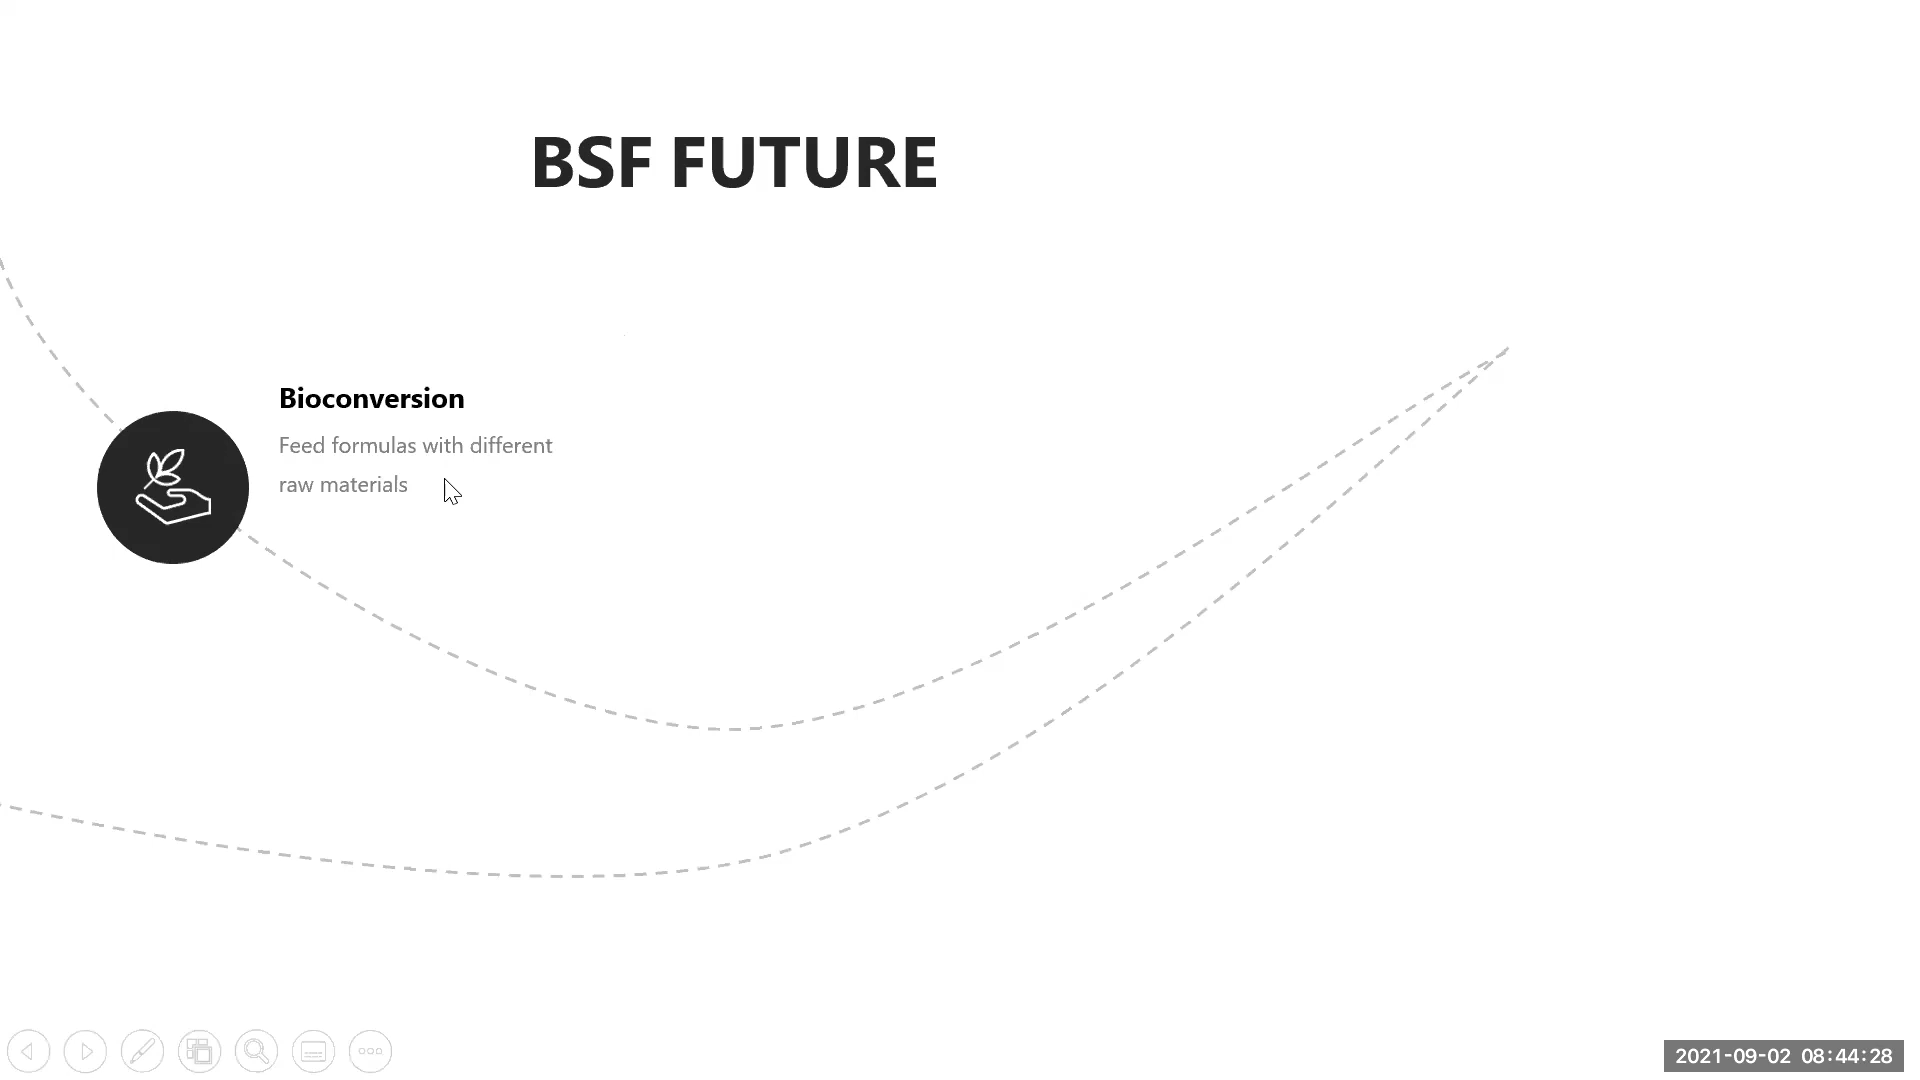 BSF FUTURE
Bioconversion
Feed formulas with different
raw materials
2021-09-02 08:44:28